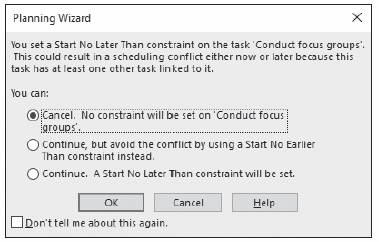 Planning Wizard
You set a Start No Later Than constraint on the task 'Conduct focus groups'.
This could result in a scheduling conflict either now or later because this
task has at least one other task linked to it.
You can:
Cancel. No constraint will be set on 'Conduct focus
groups'.
Continue, but avoid the conflict by using a Start No Earlier
Than constraint instead.
Continue. A Start No Later Than constraint will be set.
OK Cancel Help
Don't tell me about this again.